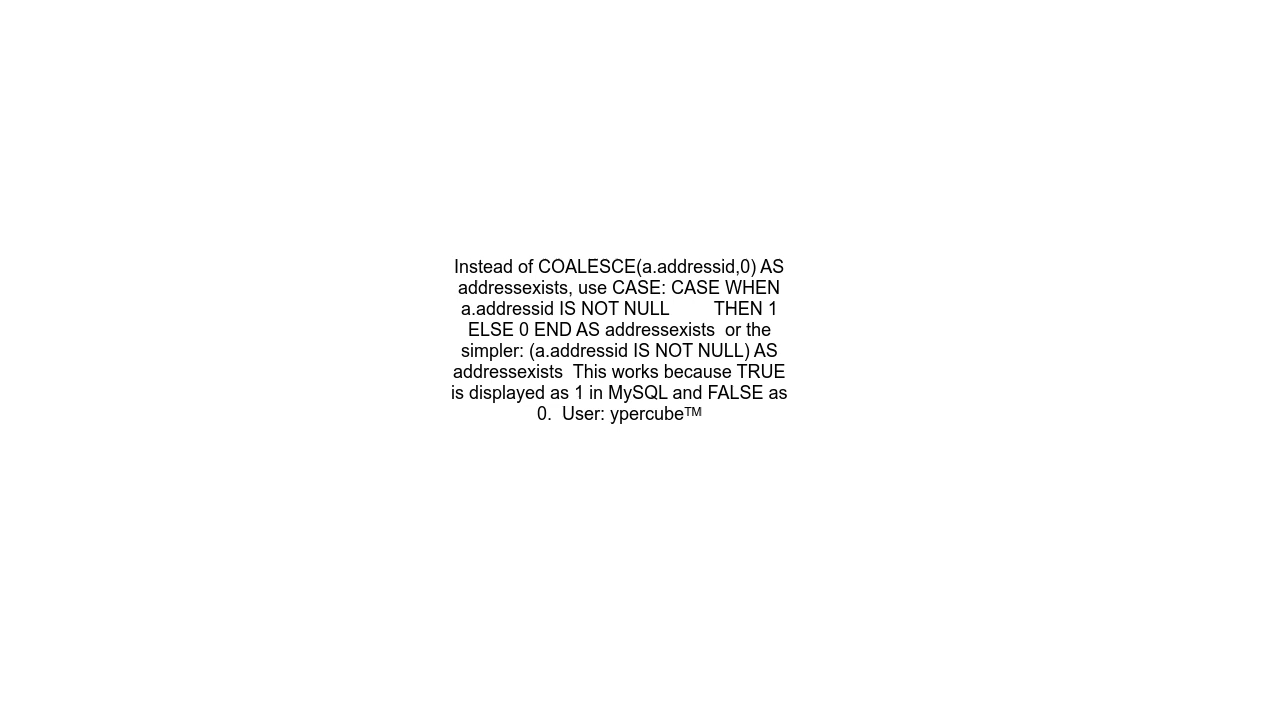 Instead of COALESCE(a.addressid,0) AS
addressexists, use CASE: CASE WHEN
a.addressid IS NOT NULL         THEN 1
ELSE 0 END AS addressexists  or the
simpler: (a.addressid IS NOT NULL) AS
addressexists  This works because TRUE
is displayed as 1 in MySQL and FALSE as
0.  User: ypercube™